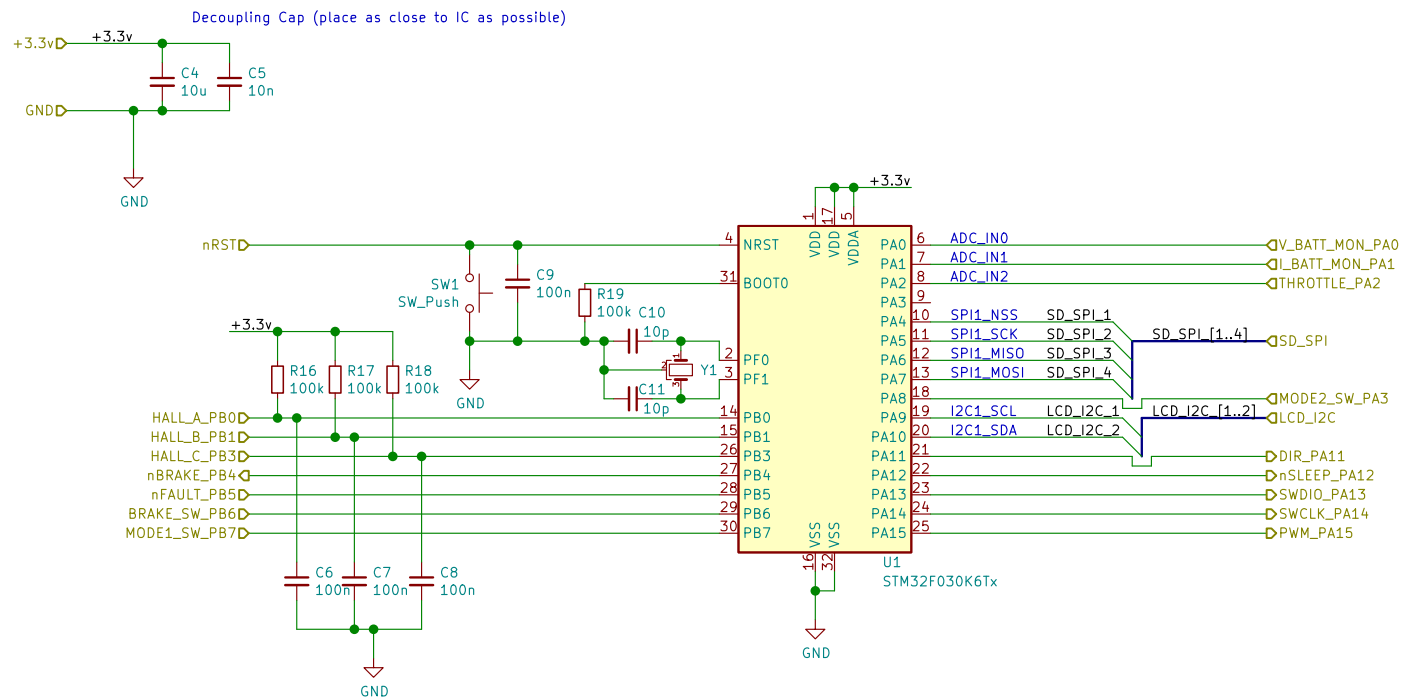 Decoupling Cap (place as close to IC as possible)
+3.3v +3.3v
C4 C5
10u 10n
GND
GND
+3.3v
1 17 5
VDD VDD VDDA
nRST 4 NRST PA0 6 ADC_IN0 V_BATT_MON_PA0
PA1 7 ADC_IN1 I_BATT_MON_PA1
C9
100n
SW1
SW_Push
31 BOOT0 PA2 8 ADC_IN2 THROTTLE_PA2
R19
100k
PA3 9
C10
10p
PA4 10 SPI1_NSS SD_SPI_1
+3.3v
PA5 11 SPI1_SCK SD_SPI_2 SD_SPI_[1..4] SD_SPI
2 PF0 PA6 12 SPI1_MISO SD_SPI_3
1
2 Y1
3
R16 R17 R18
100k 100k 100k
3 PF1 PA7 13 SPI1_MOSI SD_SPI_4
GND
C11
10p
PA8 18 MODE2_SW_PA3
HALL_A_PB0 14 PB0 PA9 19 I2C1_SCL LCD_I2C_1 LCD_I2C_[1..2] LCD_I2C
HALL_B_PB1 15 PB1 PA10 20 I2C1_SDA LCD_I2C_2
HALL_C_PB3 26 PB3 PA11 21 DIR_PA11
nBRAKE_PB4 27 PB4 PA12 22 nSLEEP_PA12
nFAULT_PB5 28 PB5 PA13 23 SWDIO_PA13
BRAKE_SW_PB6 29 PB6 PA14 24 SWCLK_PA14
MODE1_SW_PB7 30 PB7 PA15 25 PWM_PA15
VSS VSS
16 32
U1
STM32F030K6Tx
C6 C7 C8
100n 100n 100n
GND
GND